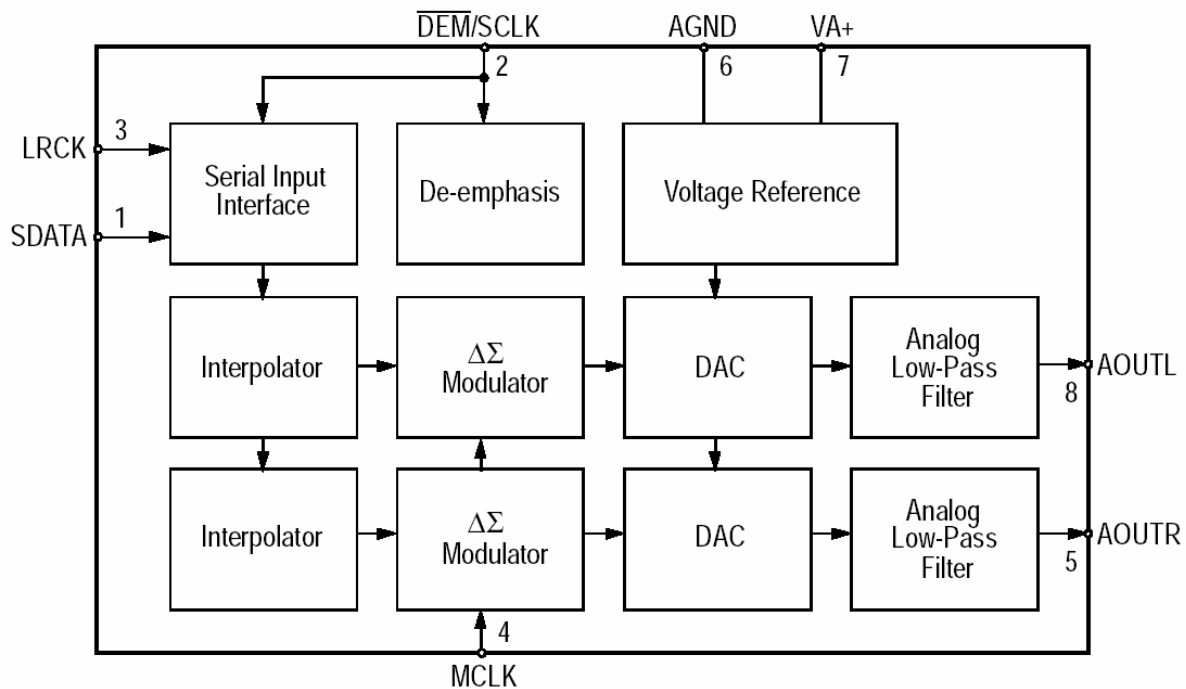 DEM/SCLK
AGND
VA+
2
6
7
LRCK
3
SDATA
1
Serial Input
Interface
De-emphasis
Voltage Reference
Interpolator
ΔΣ
Modulator
DAC
Analog
Low-Pass
Filter
8
AOUTL
Interpolator
ΔΣ
Modulator
DAC
Analog
Low-Pass
Filter
5
AOUTR
4
MCLK